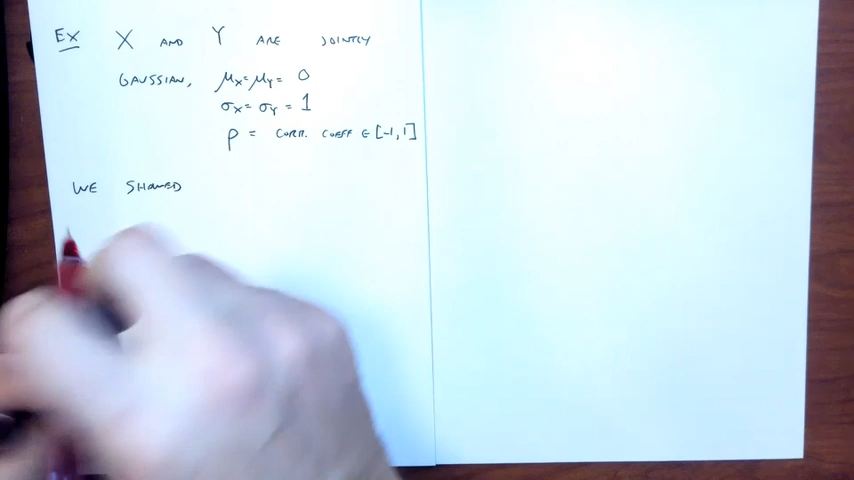 EX X AND Y ARE JOINTLY
GAUSSIAN, μX=μY= 0
σX= σY = 1
ρ = CORR. COEFF ∈ [-1,1]
WE SHOWED